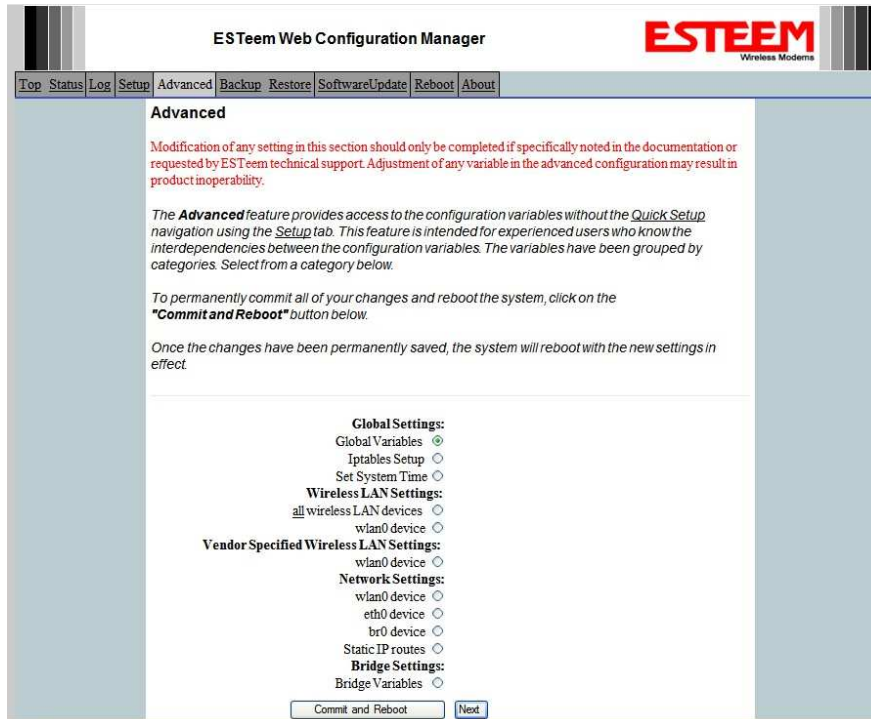 ESTeem Web Configuration Manager
ESTEEM
Wireless Modems
Top Status Log Setup Advanced Backup Restore SoftwareUpdate Reboot About
Advanced
Modification of any setting in this section should only be completed if specifically noted in the documentation or
requested by ESTeem technical support. Adjustment of any variable in the advanced configuration may result in
product inoperability.
The Advanced feature provides access to the configuration variables without the Quick Setup
navigation using the Setup tab. This feature is intended for experienced users who know the
interdependencies between the configuration variables. The variables have been grouped by
categories. Select from a category below.
To permanently commit all of your changes and reboot the system, click on the
"Commit and Reboot" button below.
Once the changes have been permanently saved, the system will reboot with the new settings in
effect.
Global Settings:
Global Variables
Iptables Setup
Set System Time
Wireless LAN Settings:
all wireless LAN devices
wlan0 device
Vendor Specified Wireless LAN Settings:
wlan0 device
Network Settings:
wlan0 device
eth0 device
br0 device
Static IP routes
Bridge Settings:
Bridge Variables
Commit and Reboot Next